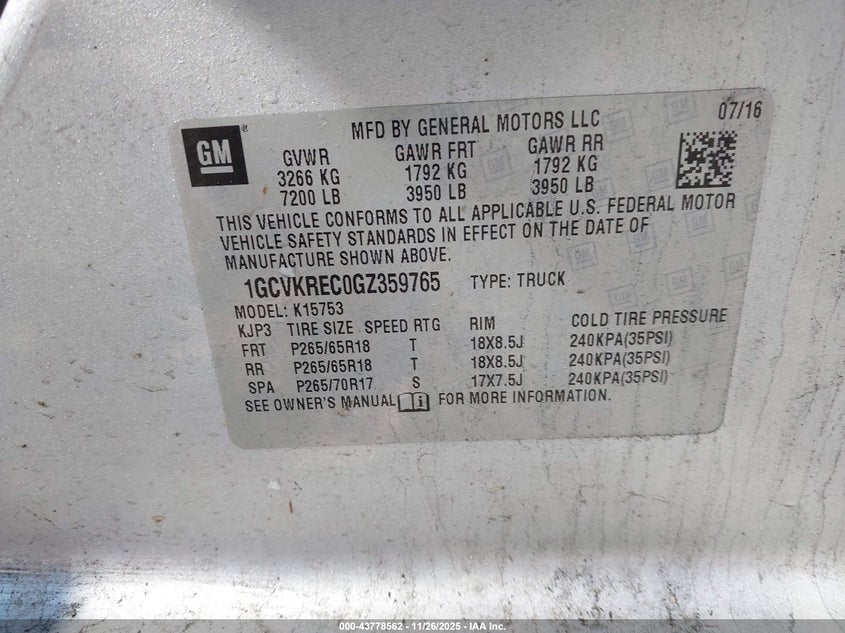 GM
MFD BY GENERAL MOTORS LLC
07/16
GVWR GAWR FRT GAWR RR
3266 KG 1792 KG 1792 KG
7200 LB 3950 LB 3950 LB
THIS VEHICLE CONFORMS TO ALL APPLICABLE U.S. FEDERAL MOTOR
VEHICLE SAFETY STANDARDS IN EFFECT ON THE DATE OF
MANUFACTURE SHOWN ABOVE.
1GCVKREC0GZ359765 TYPE: TRUCK
MODEL: K15753
KJP3 TIRE SIZE SPEED RTG RIM COLD TIRE PRESSURE
FRT P265/65R18 T 18X8.5J 240KPA(35PSI)
RR P265/65R18 T 18X8.5J 240KPA(35PSI)
SPA P265/70R17 S 17X7.5J 240KPA(35PSI)
SEE OWNER'S MANUAL FOR MORE INFORMATION.
000-43778562 - 11/26/2025 - IAA Inc.